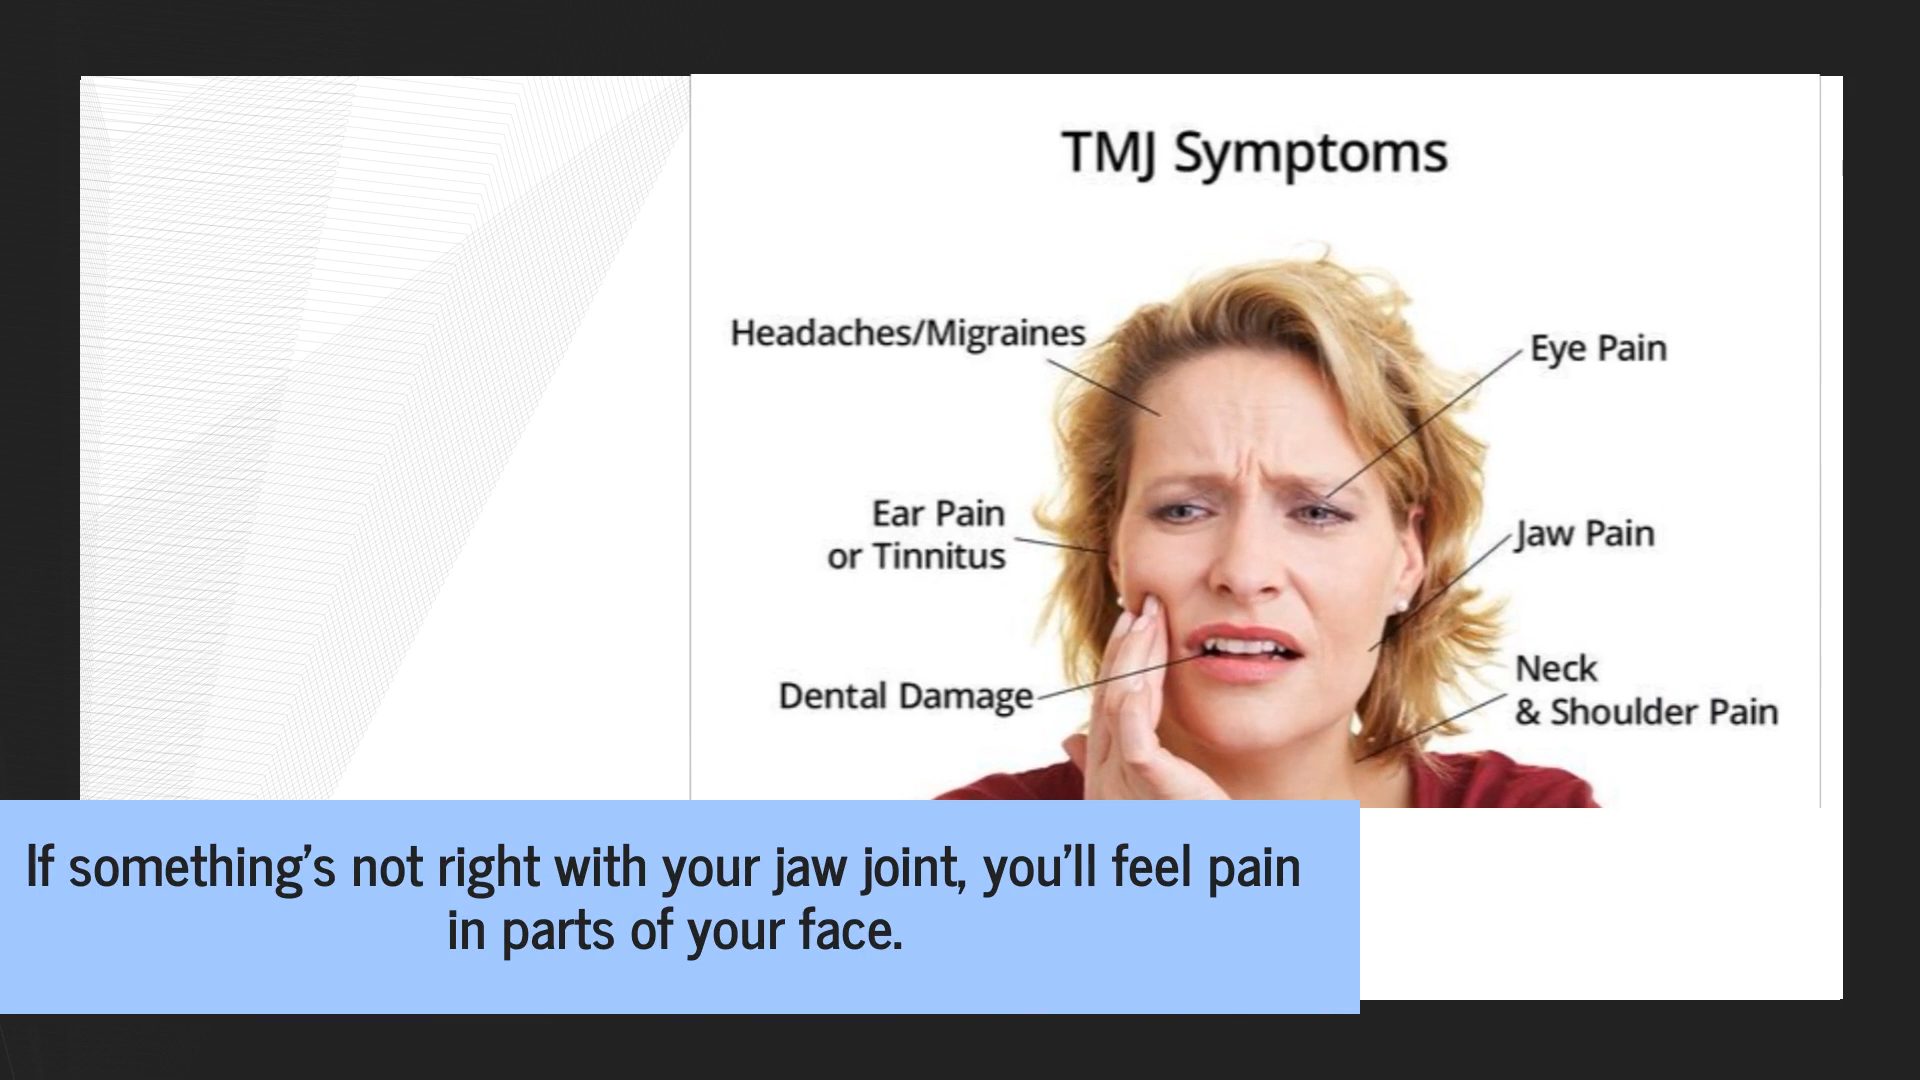 TMJ Symptoms
Headaches/Migraines
Eye Pain
Ear Pain
or Tinnitus
Jaw Pain
Dental Damage
Neck
& Shoulder Pain
If something’s not right with your jaw joint, you’ll feel pain
in parts of your face.